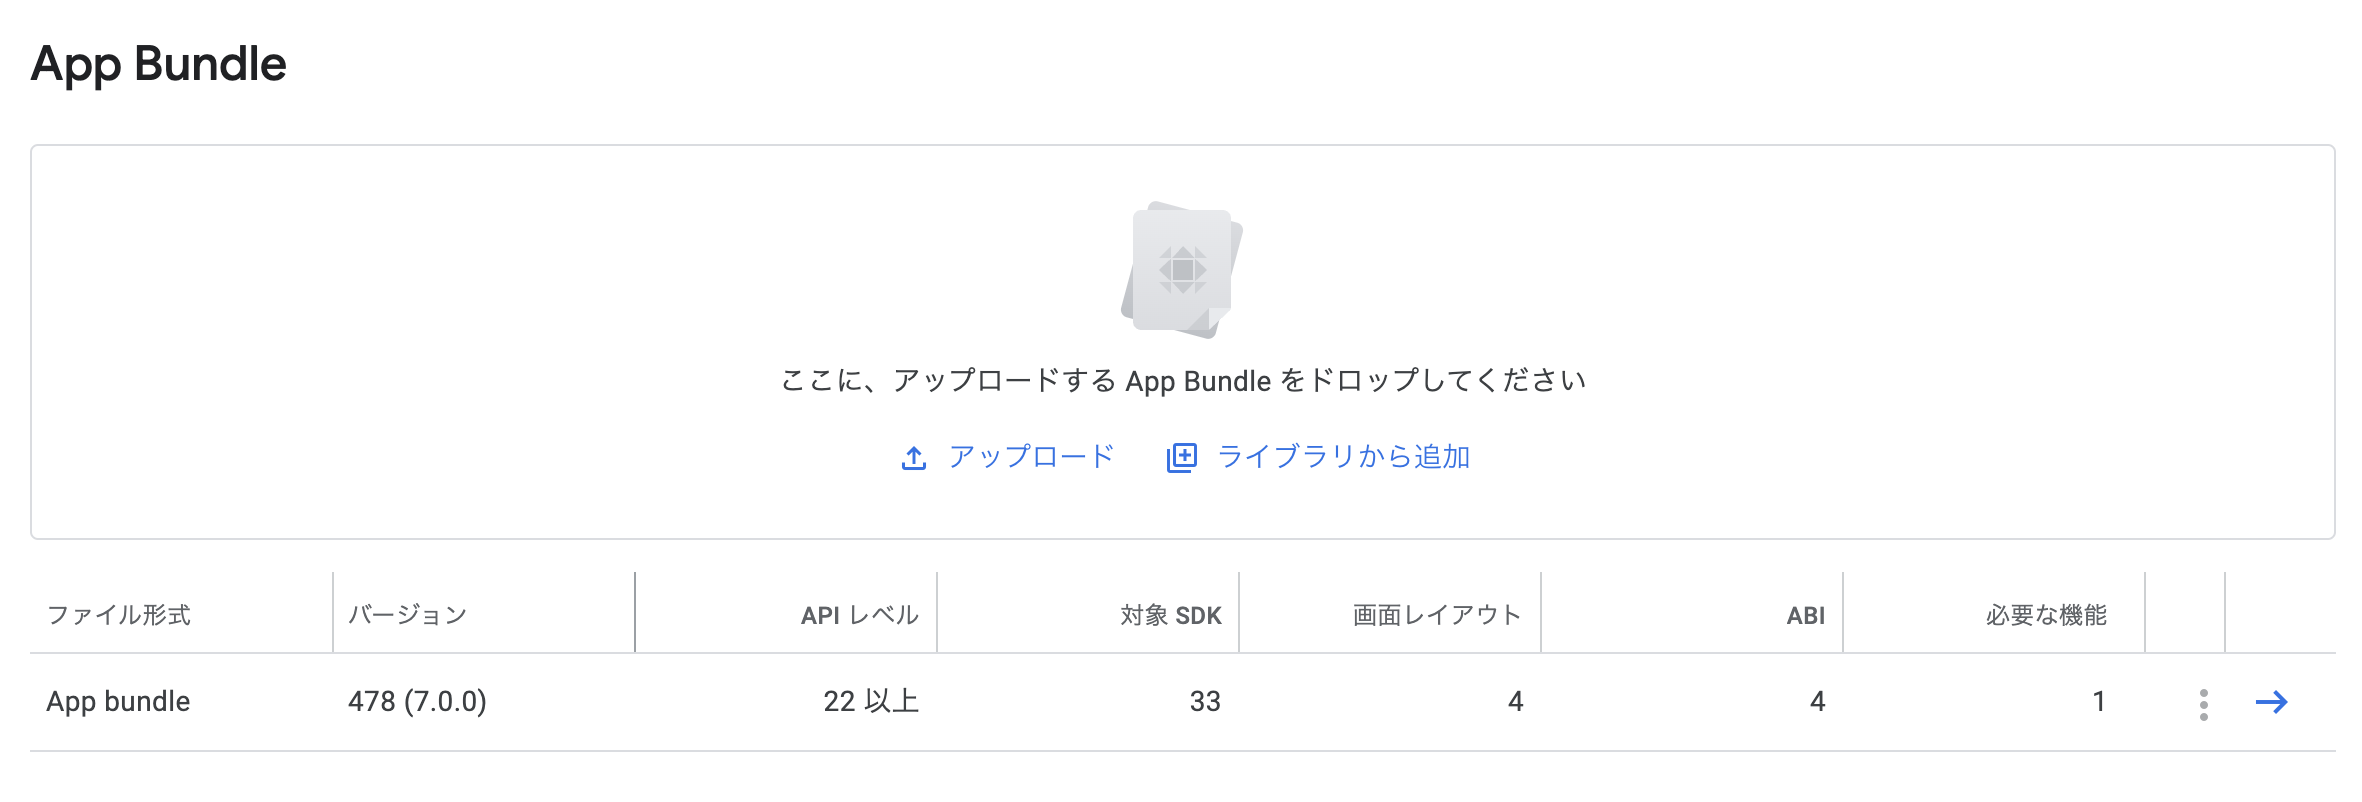 App Bundle
ここに、アップロードする App Bundle をドロップしてください
アップロード ライブラリから追加
ファイル形式 バージョン API レベル 対象 SDK 画面レイアウト ABI 必要な機能
App bundle 478 (7.0.0) 22 以上 33 4 4 1